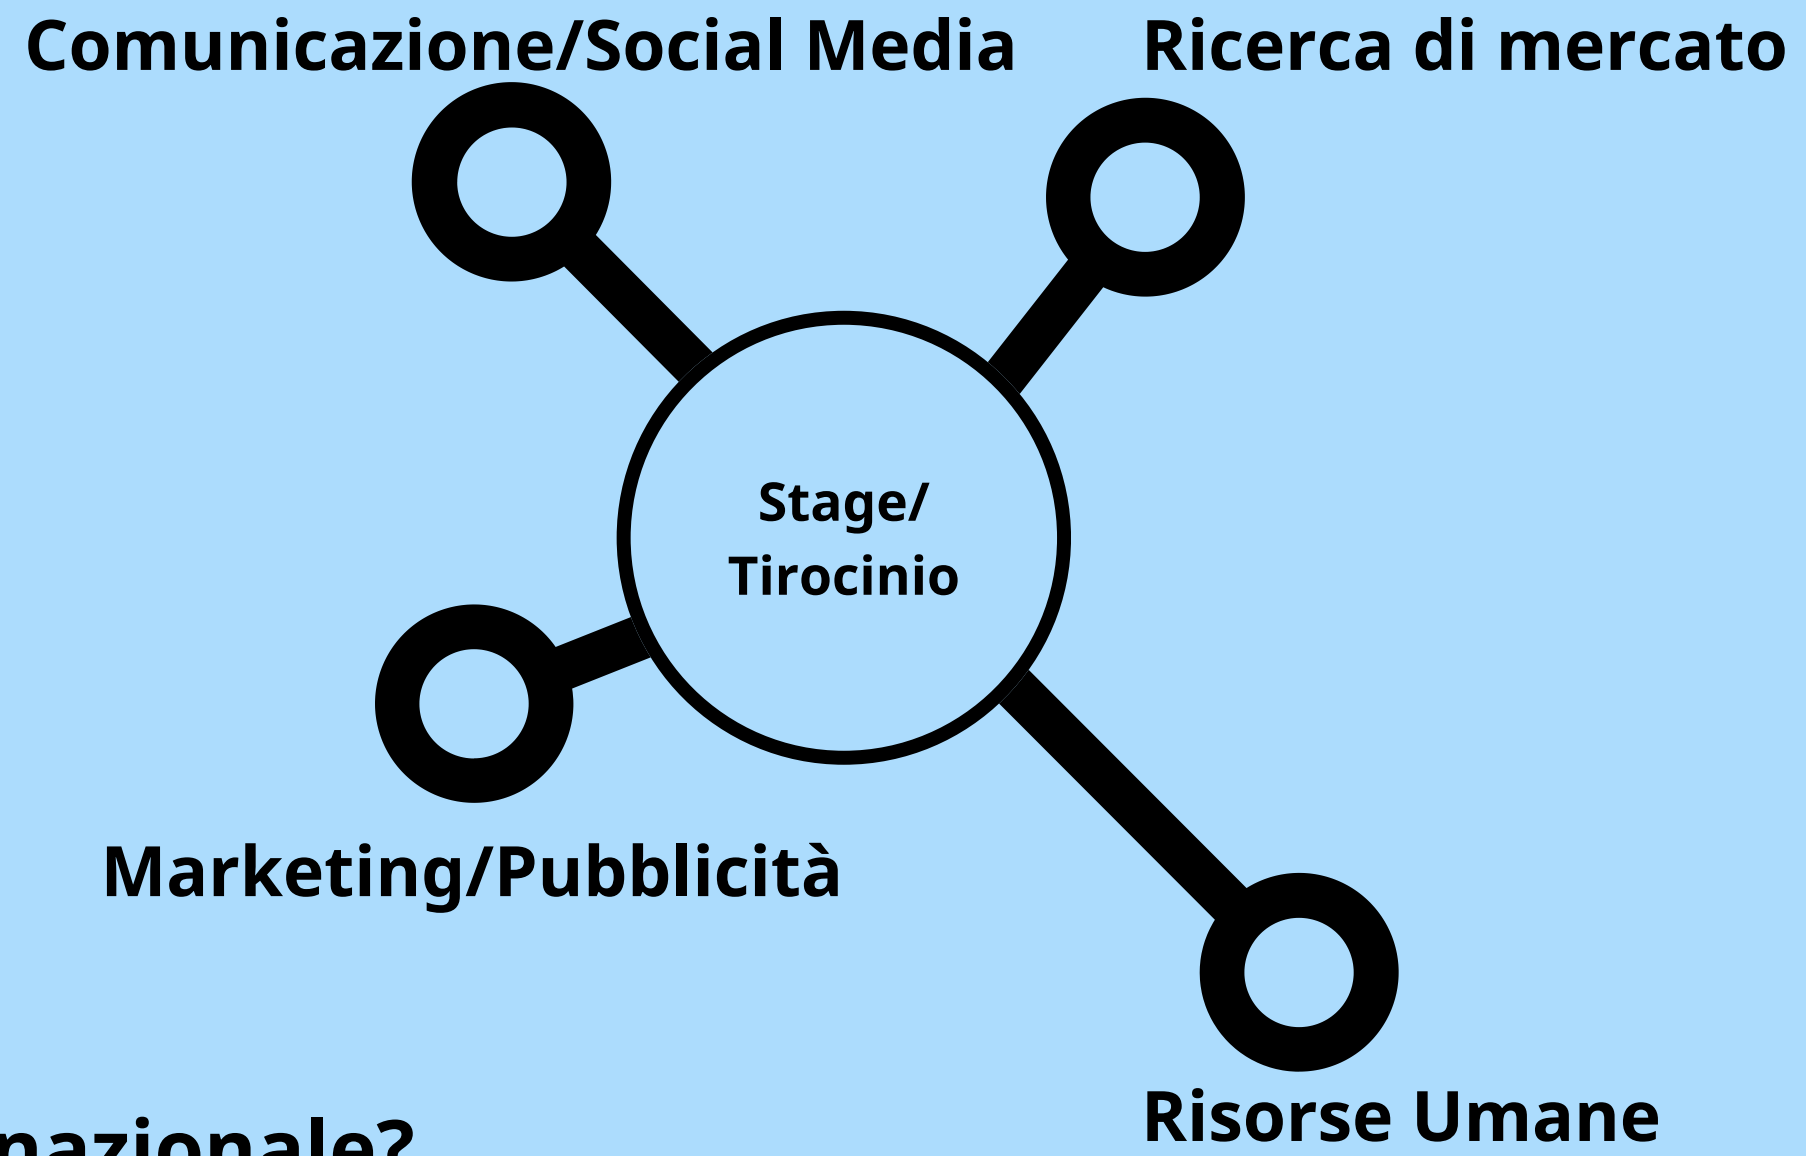 Comunicazione/Social Media
Ricerca di mercato
Stage/
Tirocinio
Marketing/Pubblicità
Risorse Umane
nazionale?